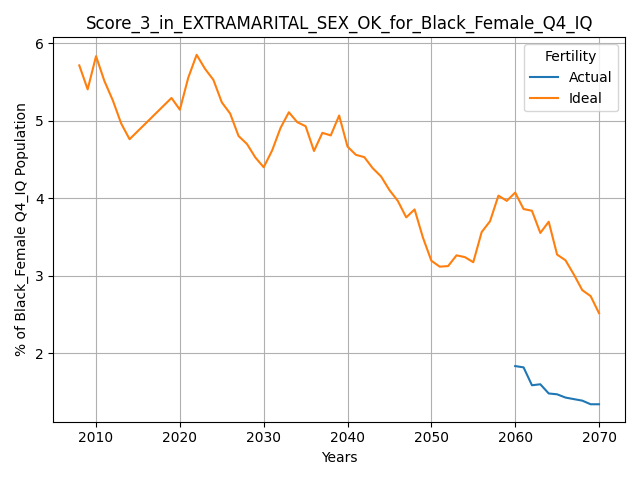 Score_3_in_EXTRAMARITAL_SEX_OK_for_Black_Female_Q4_IQ
Fertility
Actual
Ideal
% of Black_Female Q4_IQ Population
6
5
4
3
2
2010 2020 2030 2040 2050 2060 2070
Years